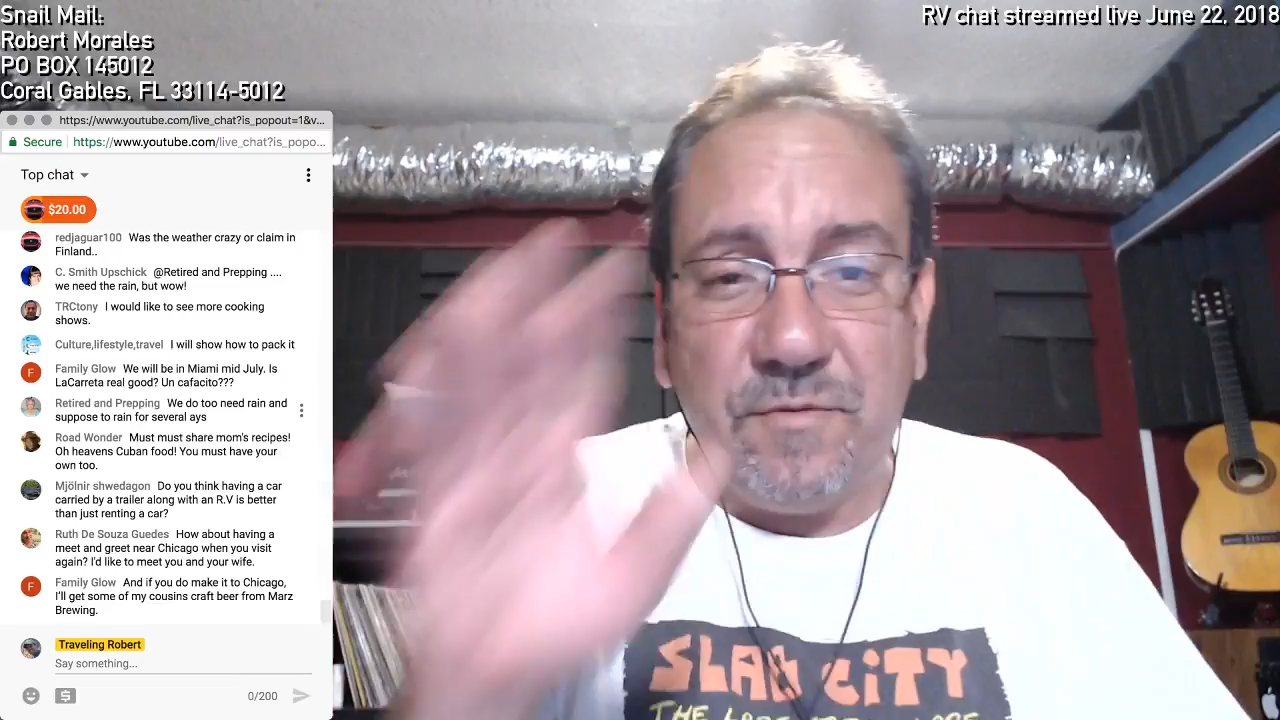 Snail Mail:
Robert Morales
PO BOX 145012
Coral Gables, FL 33114-5012
RV chat streamed live June 22, 2018
https://www.youtube.com/live_chat?is_popout=1&v...
Secure https://www.youtube.com/live_chat?is_popo...
Top chat
$20.00
redjaguar100 Was the weather crazy or claim in
Finland..
C. Smith Upschick @Retired and Prepping ....
we need the rain, but wow!
TRCtony I would like to see more cooking
shows.
Culture,lifestyle,travel I will show how to pack it
F Family Glow We will be in Miami mid July. Is
LaCarreta real good? Un cafacito???
Retired and Prepping We do too need rain and
suppose to rain for several ays
Road Wonder Must must share mom's recipes!
Oh heavens Cuban food! You must have your
own too.
Mjölnir shwedagon Do you think having a car
carried by a trailer along with an R.V is better
than just renting a car?
Ruth De Souza Guedes How about having a
meet and greet near Chicago when you visit
again? I'd like to meet you and your wife.
F Family Glow And if you do make it to Chicago,
I'll get some of my cousins craft beer from Marz
Brewing.
Traveling Robert
Say something...
0/200
SLAB CITY
THE